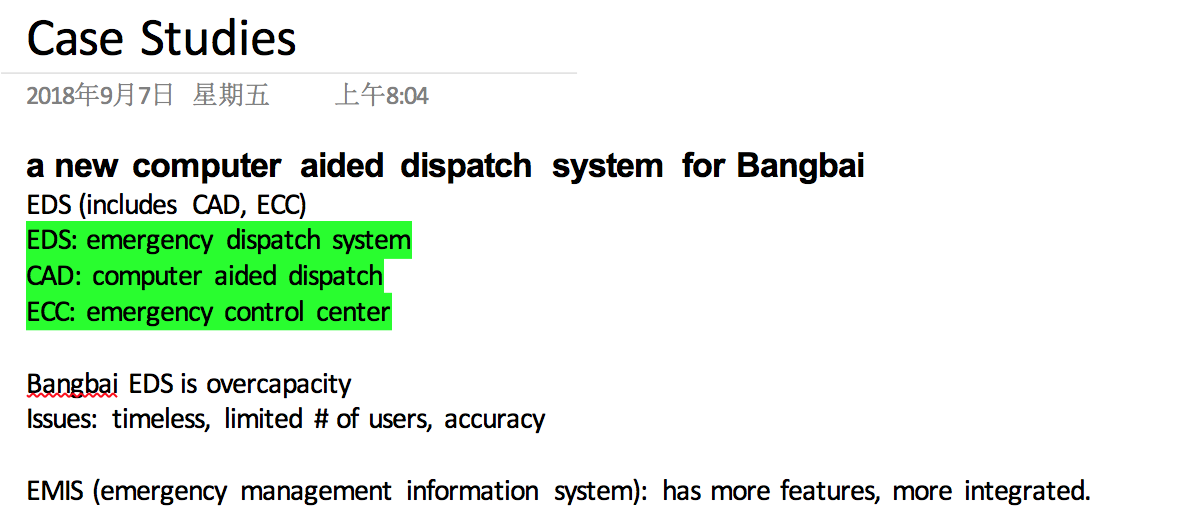 Case Studies
2018年9月7日 星期五 上午8:04
a new computer aided dispatch system for Bangbai
EDS (includes CAD, ECC)
EDS: emergency dispatch system
CAD: computer aided dispatch
ECC: emergency control center
Bangbai EDS is overcapacity
Issues: timeless, limited # of users, accuracy
EMIS (emergency management information system): has more features, more integrated.